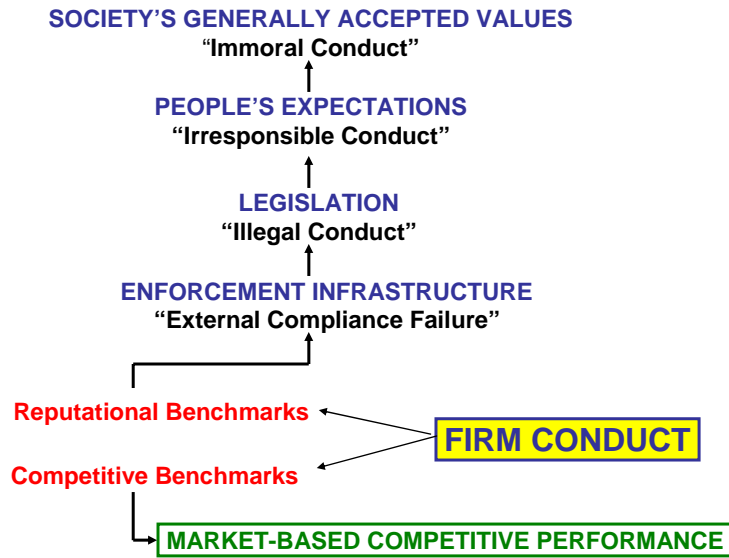 SOCIETY'S GENERALLY ACCEPTED VALUES
“Immoral Conduct”
PEOPLE'S EXPECTATIONS
“Irresponsible Conduct”
LEGISLATION
“Illegal Conduct”
ENFORCEMENT INFRASTRUCTURE
“External Compliance Failure”
Reputational Benchmarks
FIRM CONDUCT
Competitive Benchmarks
MARKET-BASED COMPETITIVE PERFORMANCE